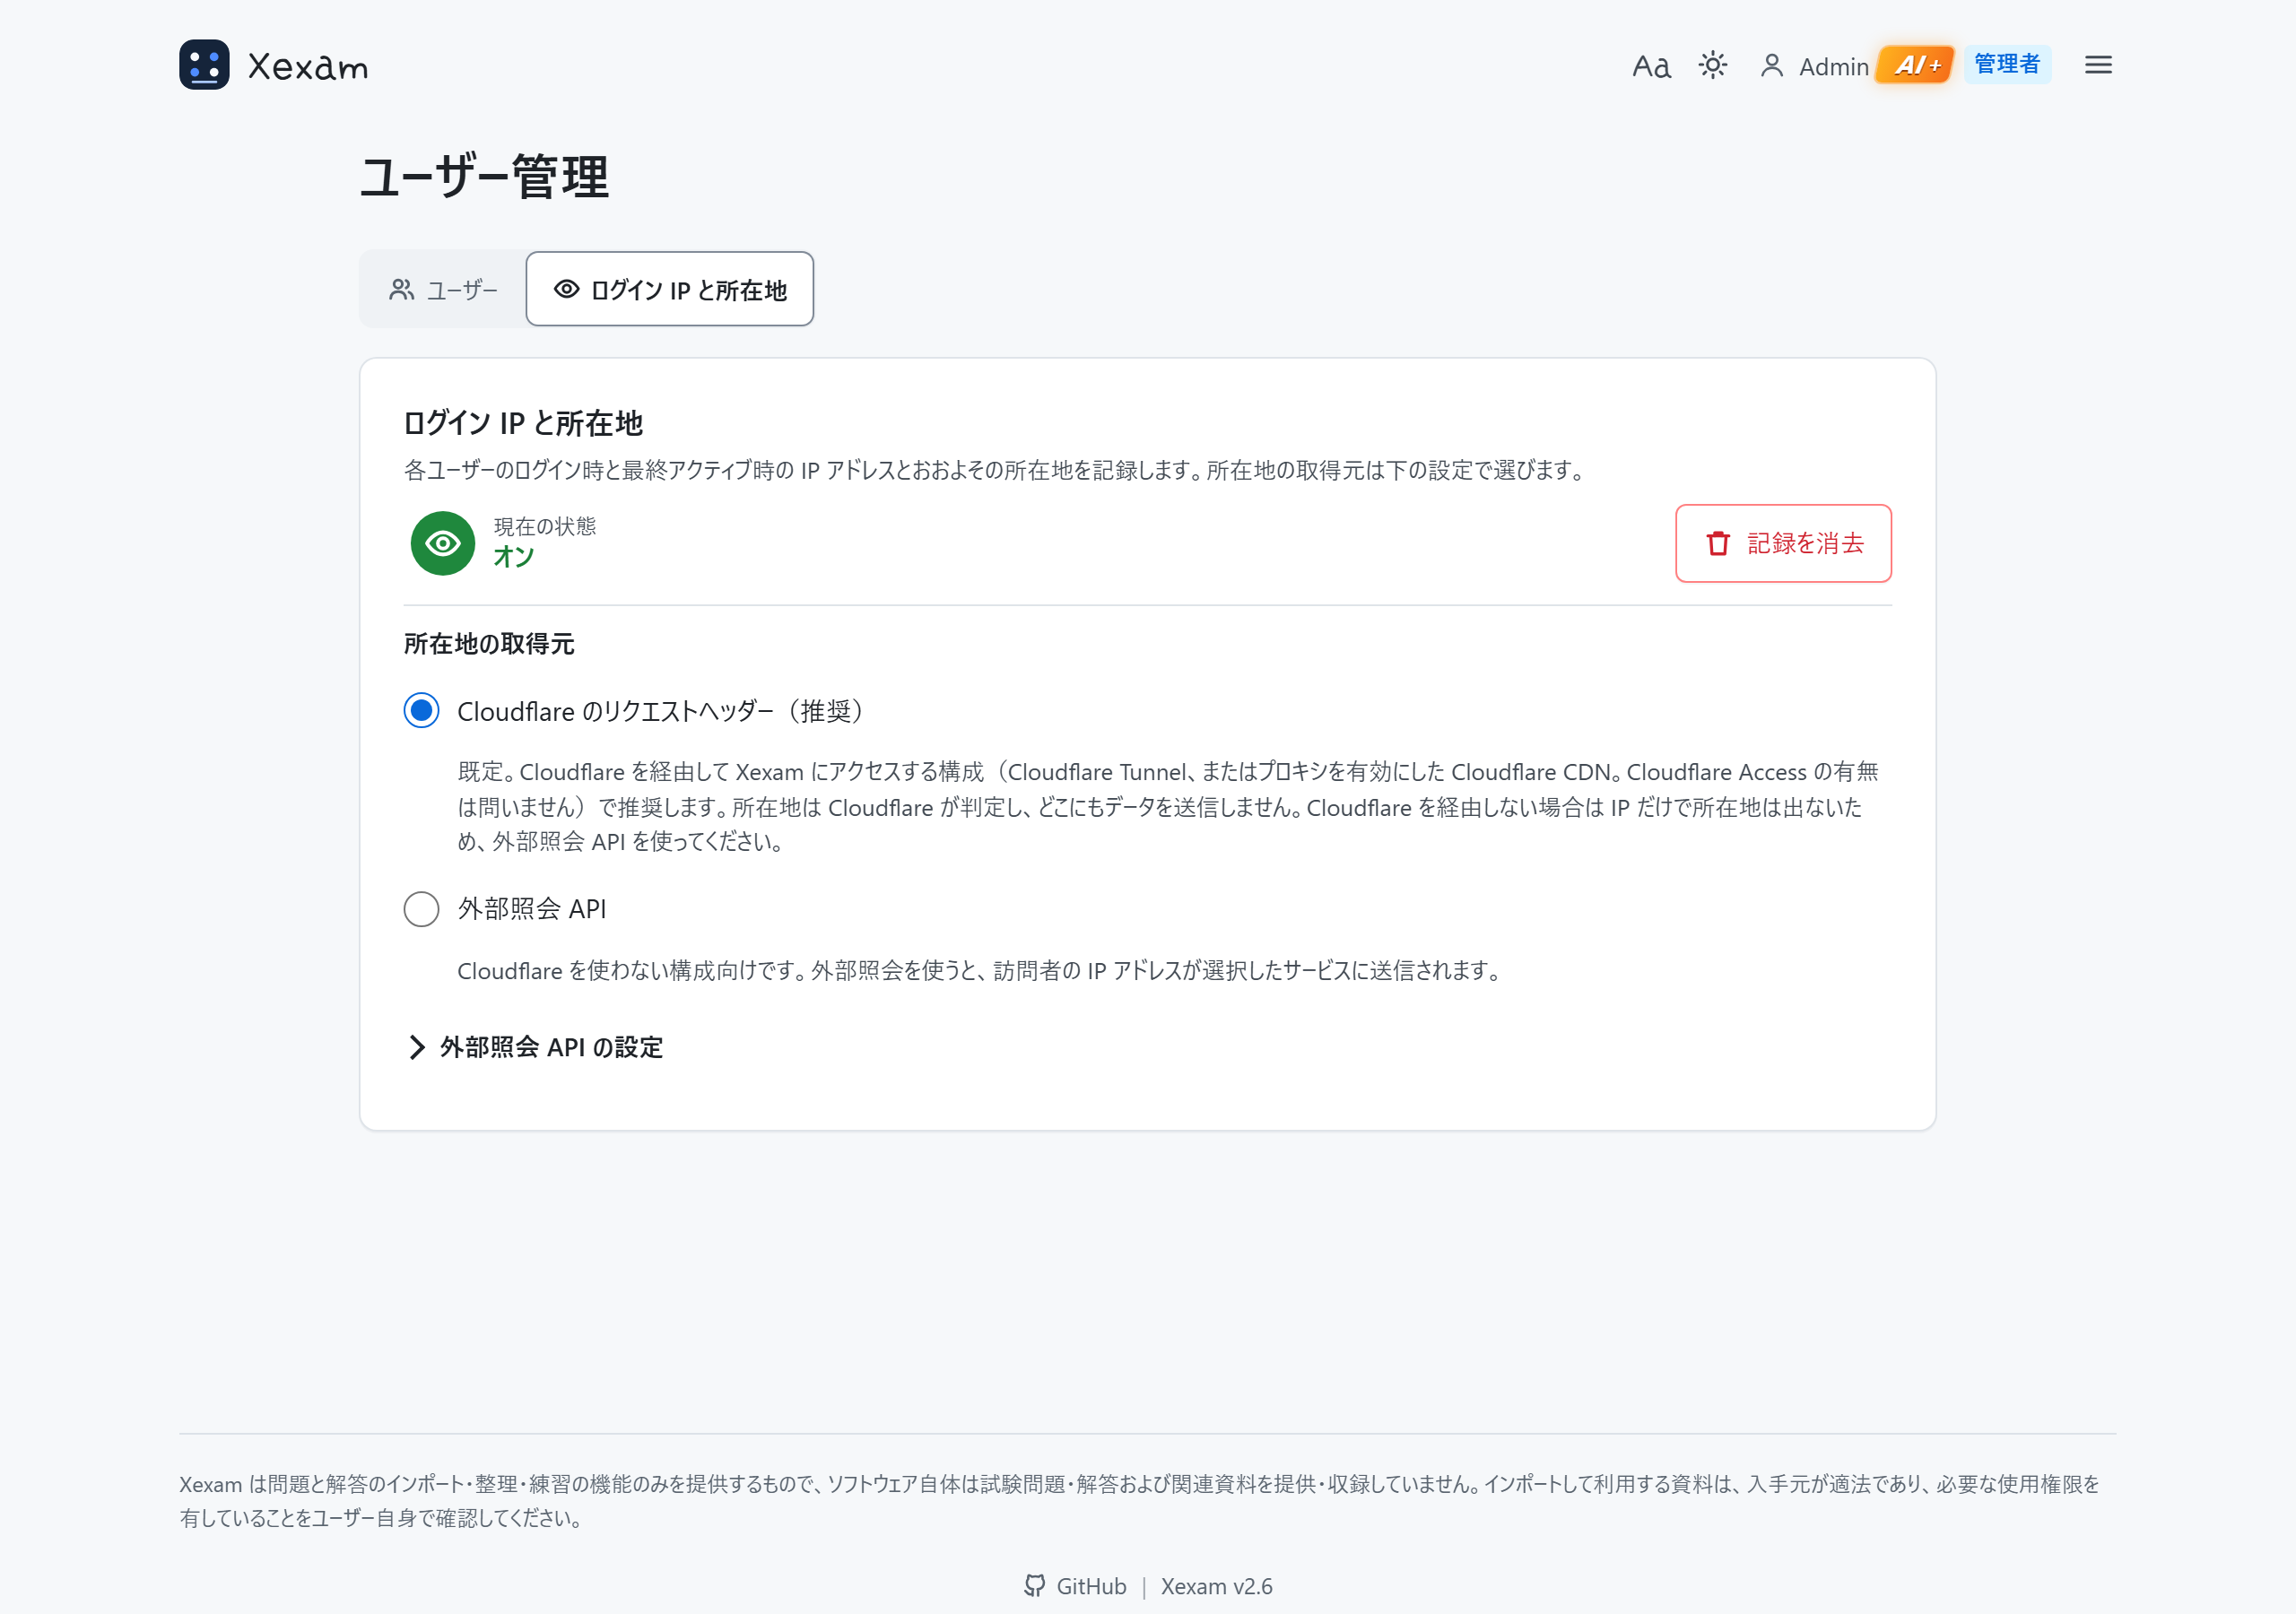 Xexam
Aa
Admin AI+ 管理者
ユーザー管理
ユーザー
ログイン IP と所在地
ログイン IP と所在地
各ユーザーのログイン時と最終アクティブ時の IP アドレスとおおよその所在地を記録します。所在地の取得元は下の設定で選びます。
現在の状態
オン
記録を消去
所在地の取得元
Cloudflare のリクエストヘッダー（推奨）
既定。Cloudflare を経由して Xexam にアクセスする構成（Cloudflare Tunnel、またはプロキシを有効にした Cloudflare CDN。Cloudflare Access の有無
は問いません）で推奨します。所在地は Cloudflare が判定し、どこにもデータを送信しません。Cloudflare を経由しない場合は IP だけで所在地は出ないた
め、外部照会 API を使ってください。
外部照会 API
Cloudflare を使わない構成向けです。外部照会を使うと、訪問者の IP アドレスが選択したサービスに送信されます。
外部照会 API の設定
Xexam は問題と解答のインポート・整理・練習の機能のみを提供するもので、ソフトウェア自体は試験問題・解答および関連資料を提供・収録していません。インポートして利用する資料は、入手元が適法であり、必要な使用権限を
有していることをユーザー自身で確認してください。
GitHub | Xexam v2.6